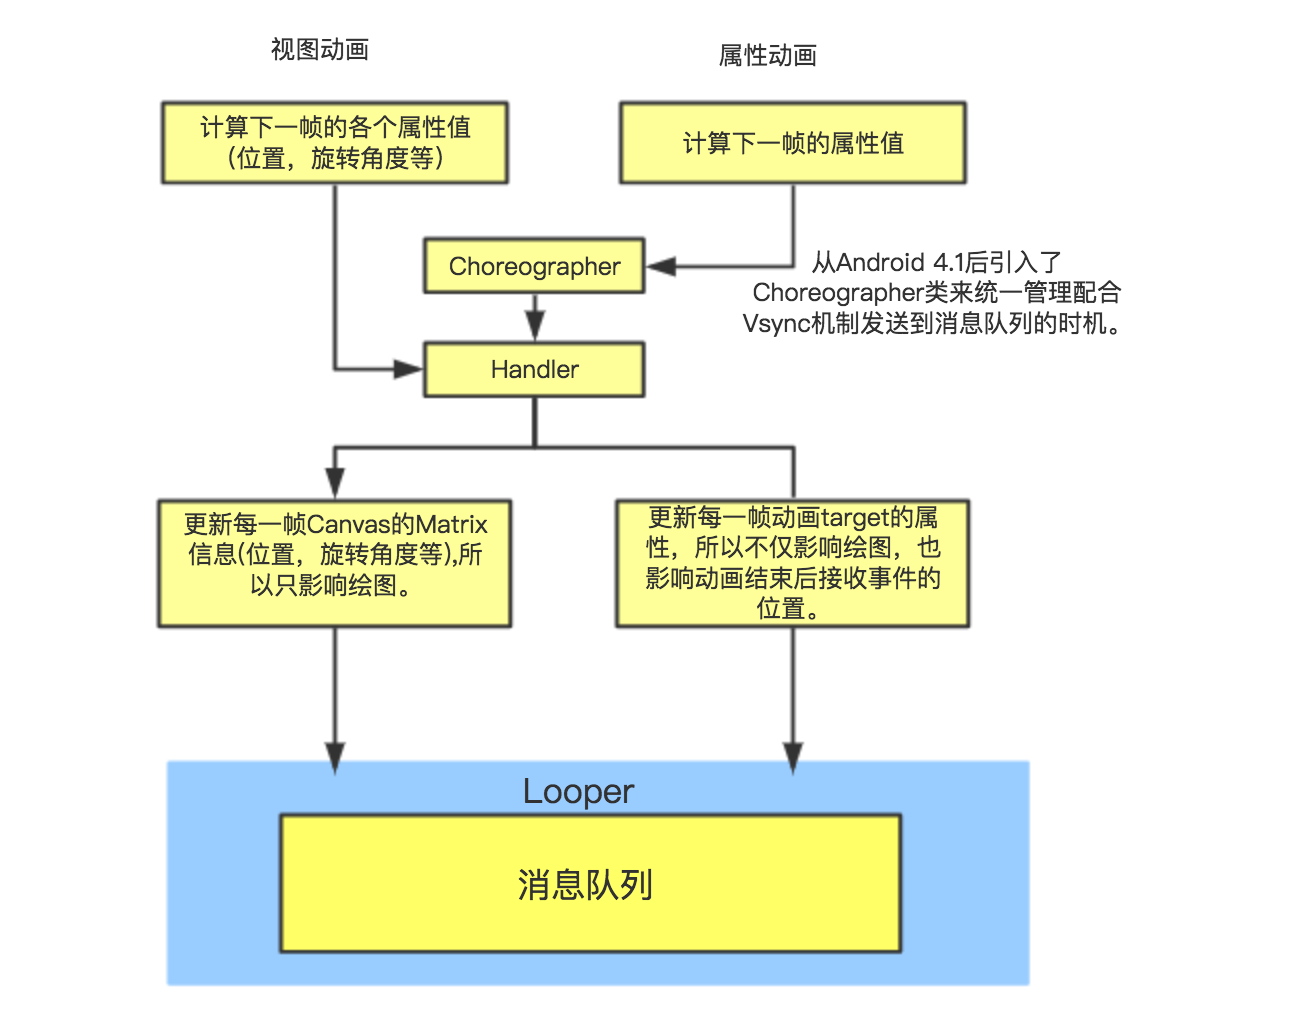 视图动画
属性动画
计算下一帧的各个属性值
（位置，旋转角度等）
计算下一帧的属性值
Choreographer
从Android 4.1后引入了
Choreographer类来统一管理配合
Vsync机制发送到消息队列的时机。
Handler
更新每一帧Canvas的Matrix
信息(位置，旋转角度等),所
以只影响绘图。
更新每一帧动画target的属
性，所以不仅影响绘图，也
影响动画结束后接收事件的
位置。
Looper
消息队列